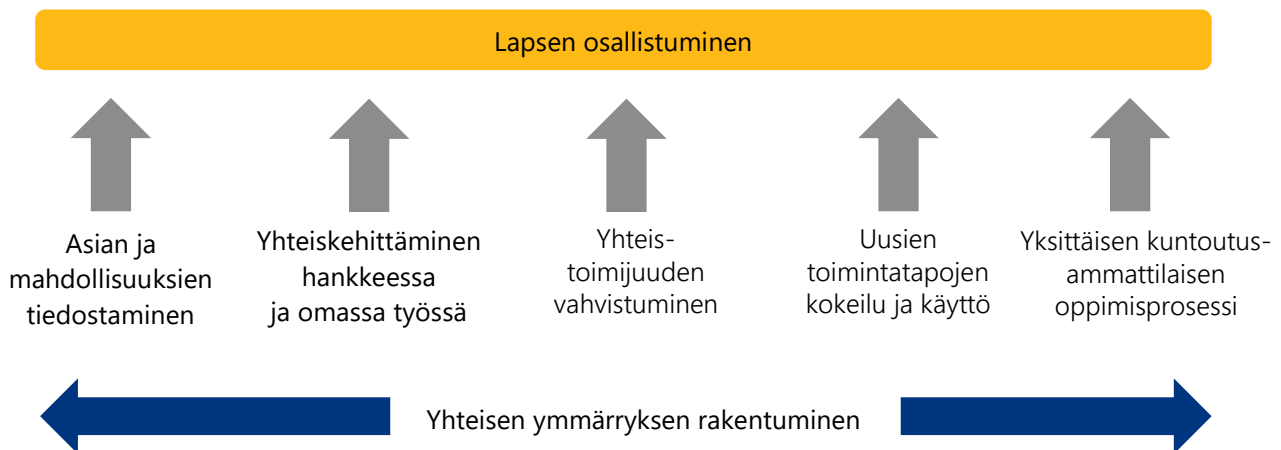 Lapsen osallistuminen
Asian ja
mahdollisuuksien
tiedostaminen
Yhteiskehittäminen
hankkeessa
ja omassa työssä
Yhteis-
toimijuuden
vahvistuminen
Uusien
toimintatapojen
kokeilu ja käyttö
Yksittäisen kuntoutus-
ammattilaisen
oppimisprosessi
Yhteisen ymmärryksen rakentuminen